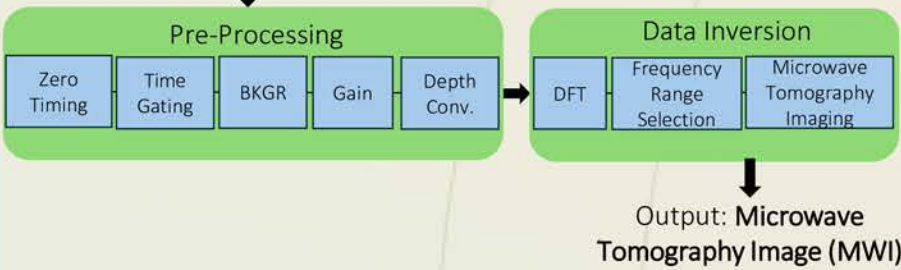 Pre-Processing
Zero
Timing
Time
Gating
BKGR
Gain
Depth
Conv.
Data Inversion
DFT
Frequency
Range
Selection
Microwave
Tomography
Imaging
Output: Microwave
Tomography Image (MWI)